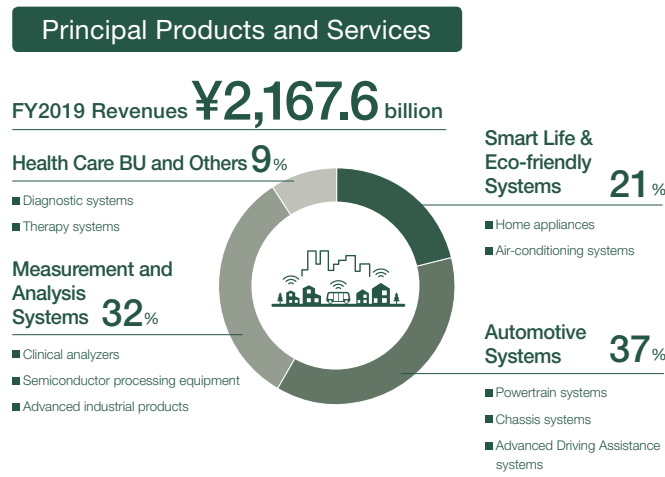 Principal Products and Services
FY2019 Revenues ¥2,167.6 billion
Health Care BU and Others 9%
■ Diagnostic systems
■ Therapy systems
Measurement and
Analysis
Systems 32%
■ Clinical analyzers
■ Semiconductor processing equipment
■ Advanced industrial products
Smart Life &
Eco-friendly
Systems 21%
■ Home appliances
■ Air-conditioning systems
Automotive
Systems 37%
■ Powertrain systems
■ Chassis systems
■ Advanced Driving Assistance
systems